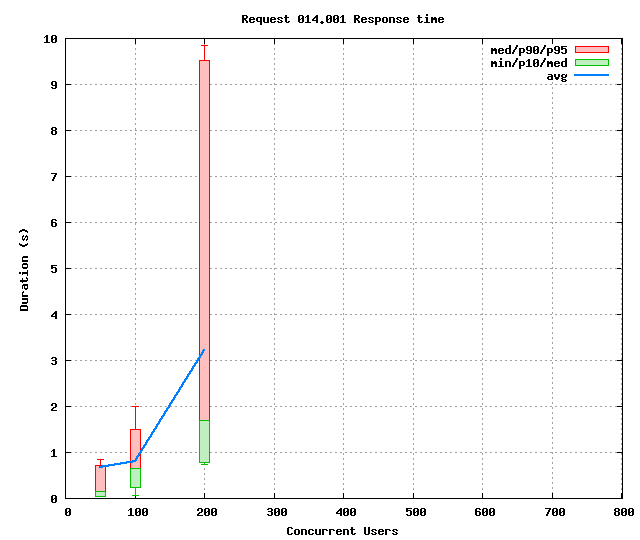 Request 014.001 Response time
10
9
8
7
6
5
4
3
2
1
0
Duration (s)
med/p90/p95
min/p10/med
avg
0 100 200 300 400 500 600 700 800
Concurrent Users